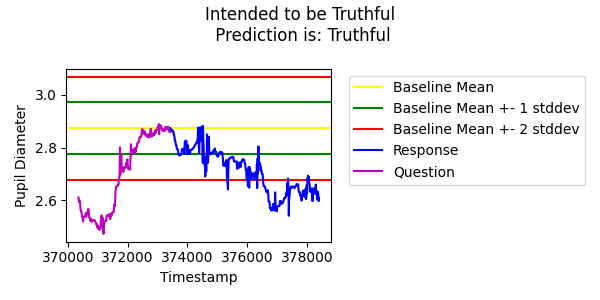 Intended to be Truthful
Prediction is: Truthful
Pupil Diameter
3.0
2.8
2.6
370000 372000 374000 376000 378000
Timestamp
Baseline Mean
Baseline Mean +- 1 stddev
Baseline Mean +- 2 stddev
Response
Question